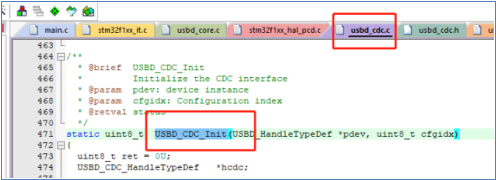 main.c stm32f1xx_it.c usbd_core.c stm32f1xx_hal_pcd.c usbd_cdc.c usbd_cdc.h
463
464 /**
465 * @brief USBD_CDC_Init
466 * Initialize the CDC interface
467 * @param pdev: device instance
468 * @param cfgidx: Configuration index
469 * @retval status
470 */
471 static uint8_t USBD_CDC_Init(USBD_HandleTypeDef *pdev, uint8_t cfgidx)
472 {
473 uint8_t ret = 0U;
474 USBD_CDC_HandleTypeDef *hcdc;